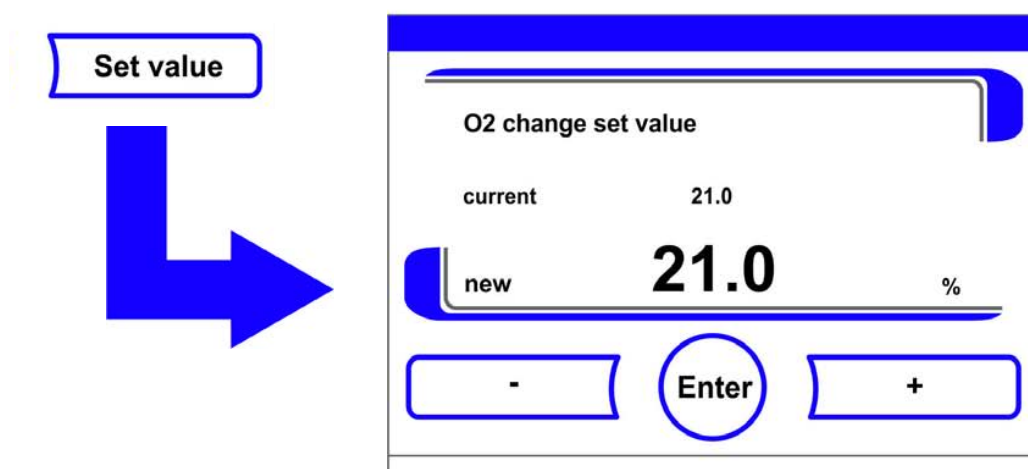 Set value
O2 change set value
current 21.0
new 21.0 %
- Enter +